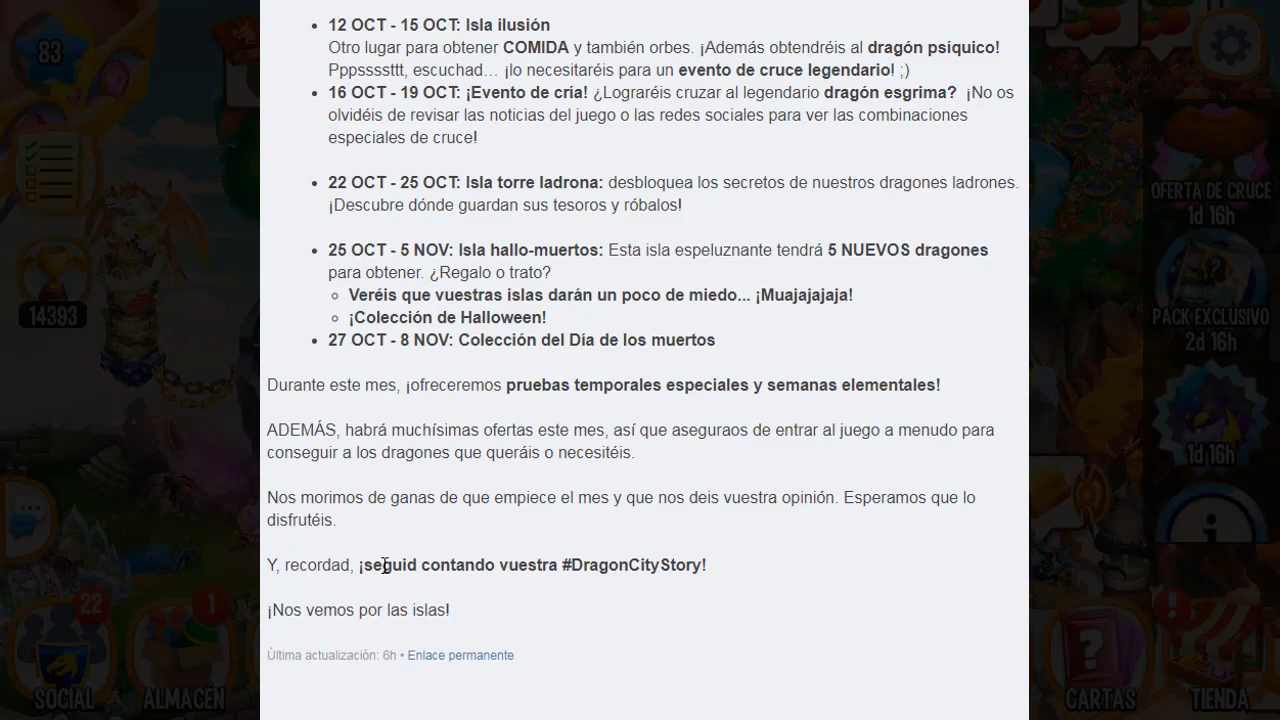 12 OCT - 15 OCT: Isla ilusión
Otro lugar para obtener COMIDA y también orbes. ¡Además obtendréis al dragón psíquico!
Pppssssttt, escuchad… ¡lo necesitaréis para un evento de cruce legendario! ;)
16 OCT - 19 OCT: ¡Evento de cría! ¿Lograréis cruzar al legendario dragón esgrima? ¡No os
olvidéis de revisar las noticias del juego o las redes sociales para ver las combinaciones
especiales de cruce!
22 OCT - 25 OCT: Isla torre ladrona: desbloquea los secretos de nuestros dragones ladrones.
¡Descubre dónde guardan sus tesoros y róbalos!
25 OCT - 5 NOV: Isla hallo-muertos: Esta isla espeluznante tendrá 5 NUEVOS dragones
para obtener. ¿Regalo o trato?
Veréis que vuestras islas darán un poco de miedo... ¡Muajajajaja!
¡Colección de Halloween!
27 OCT - 8 NOV: Colección del Día de los muertos
Durante este mes, ¡ofreceremos pruebas temporales especiales y semanas elementales!
ADEMÁS, habrá muchísimas ofertas este mes, así que aseguraos de entrar al juego a menudo para
conseguir a los dragones que queráis o necesitéis.
Nos morimos de ganas de que empiece el mes y que nos deis vuestra opinión. Esperamos que lo
disfrutéis.
Y, recordad, ¡seguid contando vuestra #DragonCityStory!
¡Nos vemos por las islas!
Última actualización: 6h • Enlace permanente
83
14393
22
SOCIAL
1
ALMACÉN
OFERTA DE CRUCE
1d 16h
PACK EXCLUSIVO
2d 16h
1d 16h
CARTAS
TIENDA